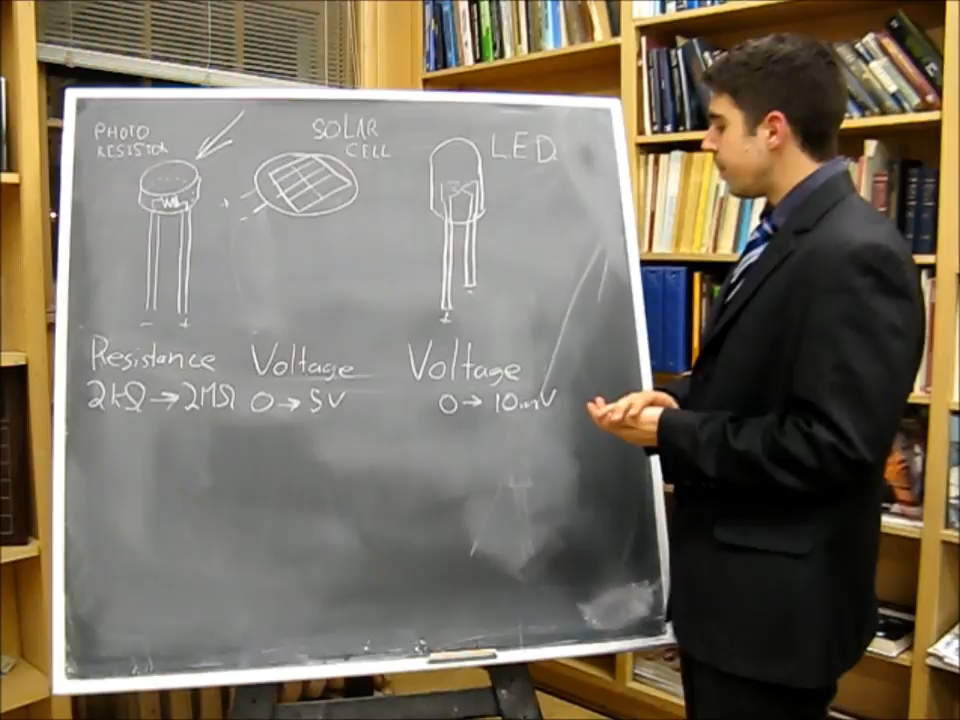 PHOTO
RESISTOR
SOLAR
CELL
LED
- +
+
-
+
-
Resistance
2kΩ → 2MΩ
Voltage
0 → 5V
Voltage
0 → 10mV